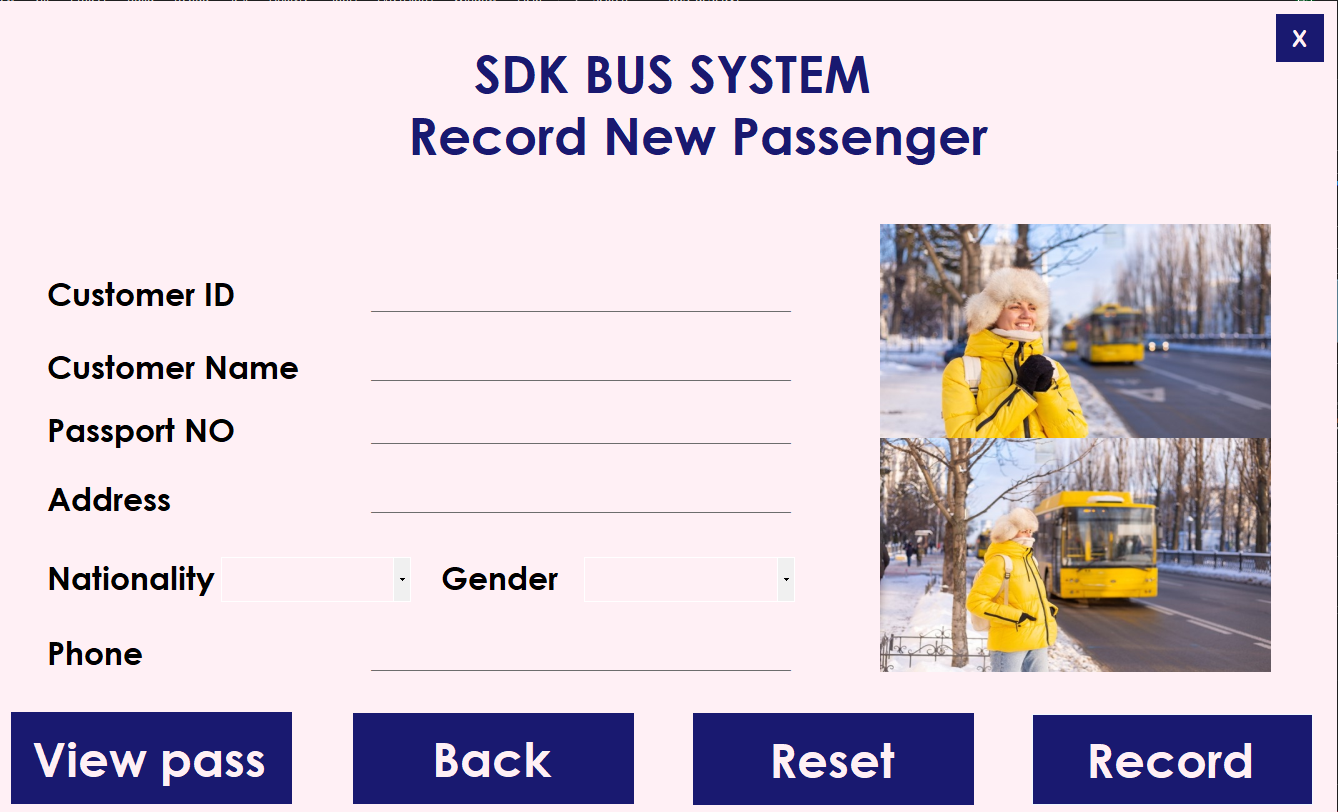 X
SDK BUS SYSTEM
Record New Passenger
Customer ID
Customer Name
Passport NO
Address
Nationality Gender
Phone
View pass Back Reset Record